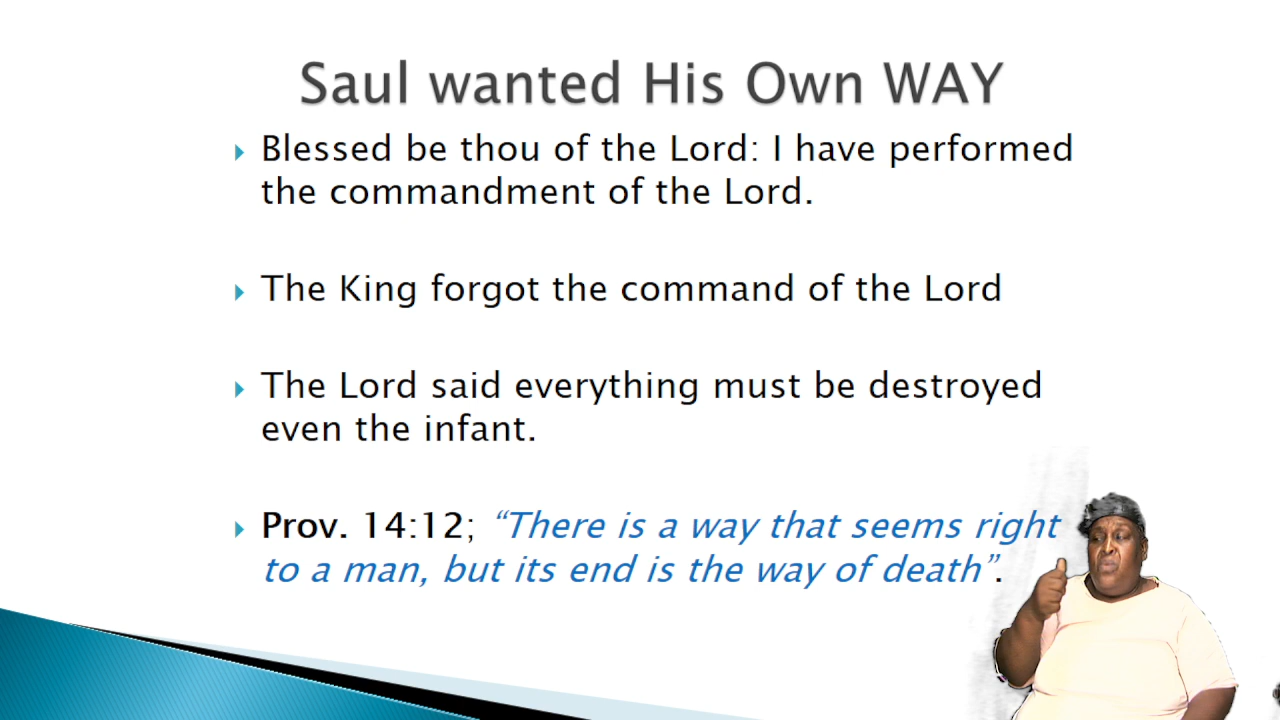 Saul wanted His Own WAY
Blessed be thou of the Lord: I have performed
the commandment of the Lord.
The King forgot the command of the Lord
The Lord said everything must be destroyed
even the infant.
Prov. 14:12; “There is a way that seems right
to a man, but its end is the way of death”.